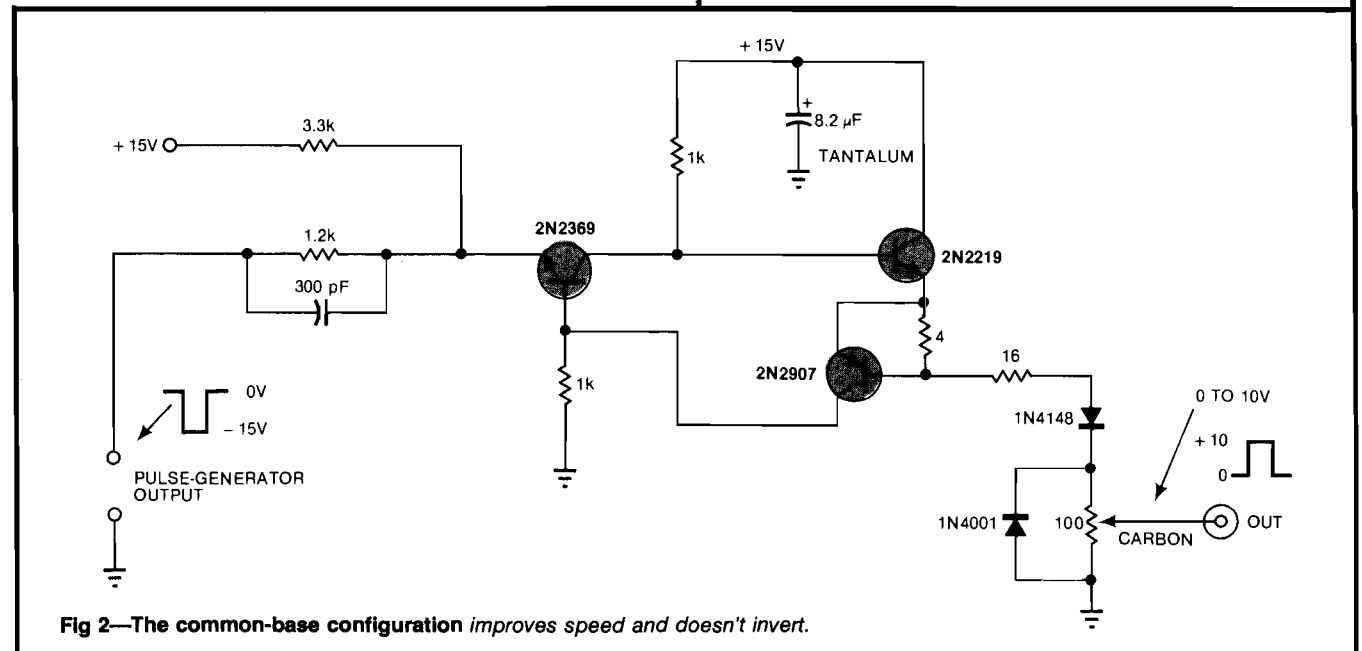 + 15V
3.3k
+ 15V
8.2 µF
1k
TANTALUM
2N2369
1.2k
2N2219
300 pF
4
16
2N2907
0 TO 10V
0V
1k
1N4148
+ 10
- 15V
0
PULSE-GENERATOR
OUTPUT
1N4001
100
OUT
CARBON
Fig 2—The common-base configuration improves speed and doesn't invert.